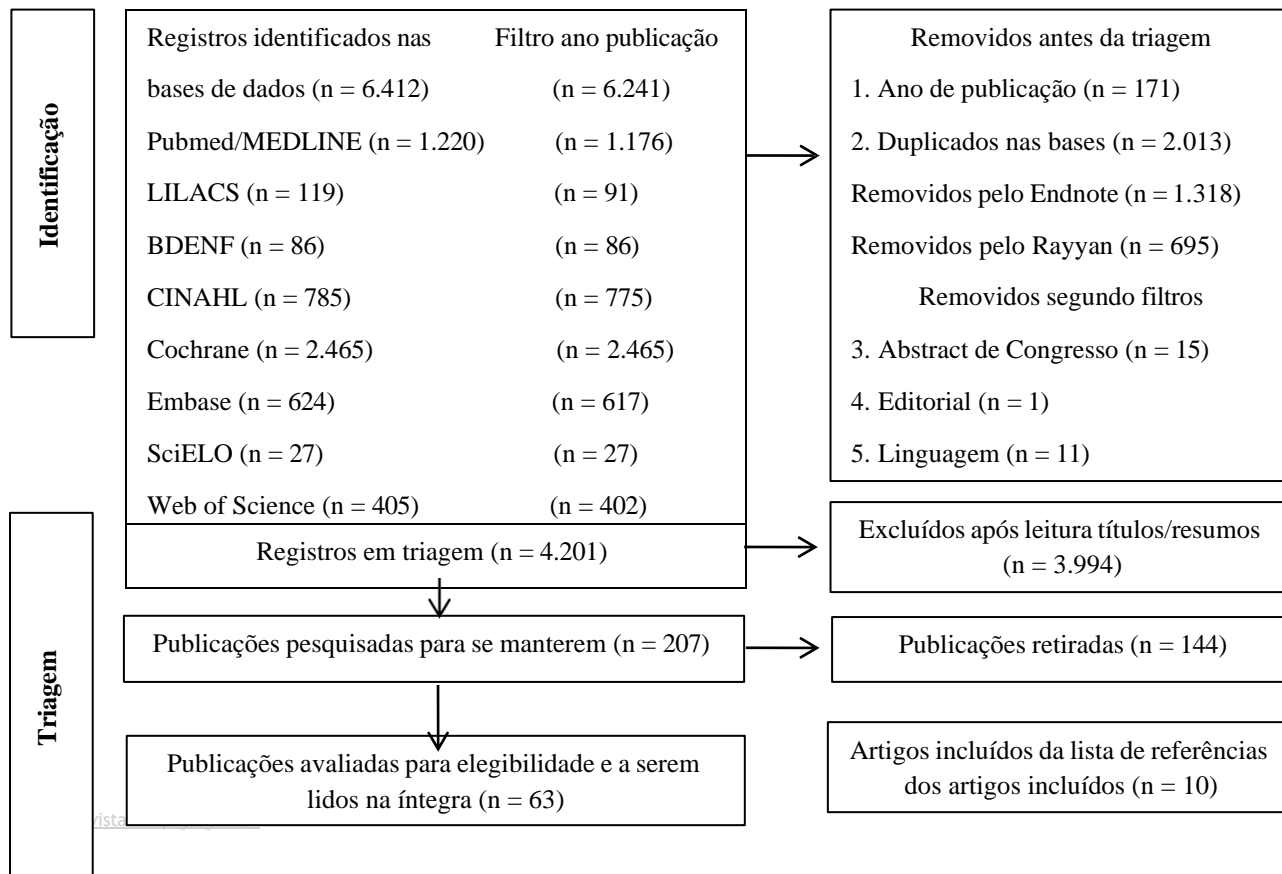 Identificação
Registros identificados nas Filtro ano publicação
bases de dados (n = 6.412) (n = 6.241)
Pubmed/MEDLINE (n = 1.220) (n = 1.176)
LILACS (n = 119) (n = 91)
BDENF (n = 86) (n = 86)
CINAHL (n = 785) (n = 775)
Cochrane (n = 2.465) (n = 2.465)
Embase (n = 624) (n = 617)
SciELO (n = 27) (n = 27)
Web of Science (n = 405) (n = 402)
Removidos antes da triagem
1. Ano de publicação (n = 171)
2. Duplicados nas bases (n = 2.013)
Removidos pelo Endnote (n = 1.318)
Removidos pelo Rayyan (n = 695)
Removidos segundo filtros
3. Abstract de Congresso (n = 15)
4. Editorial (n = 1)
5. Linguagem (n = 11)
Triagem
Registros em triagem (n = 4.201)
Excluídos após leitura títulos/resumos
(n = 3.994)
Publicações pesquisadas para se manterem (n = 207)
Publicações retiradas (n = 144)
Publicações avaliadas para elegibilidade e a serem
lidos na íntegra (n = 63)
Artigos incluídos da lista de referências
dos artigos incluídos (n = 10)